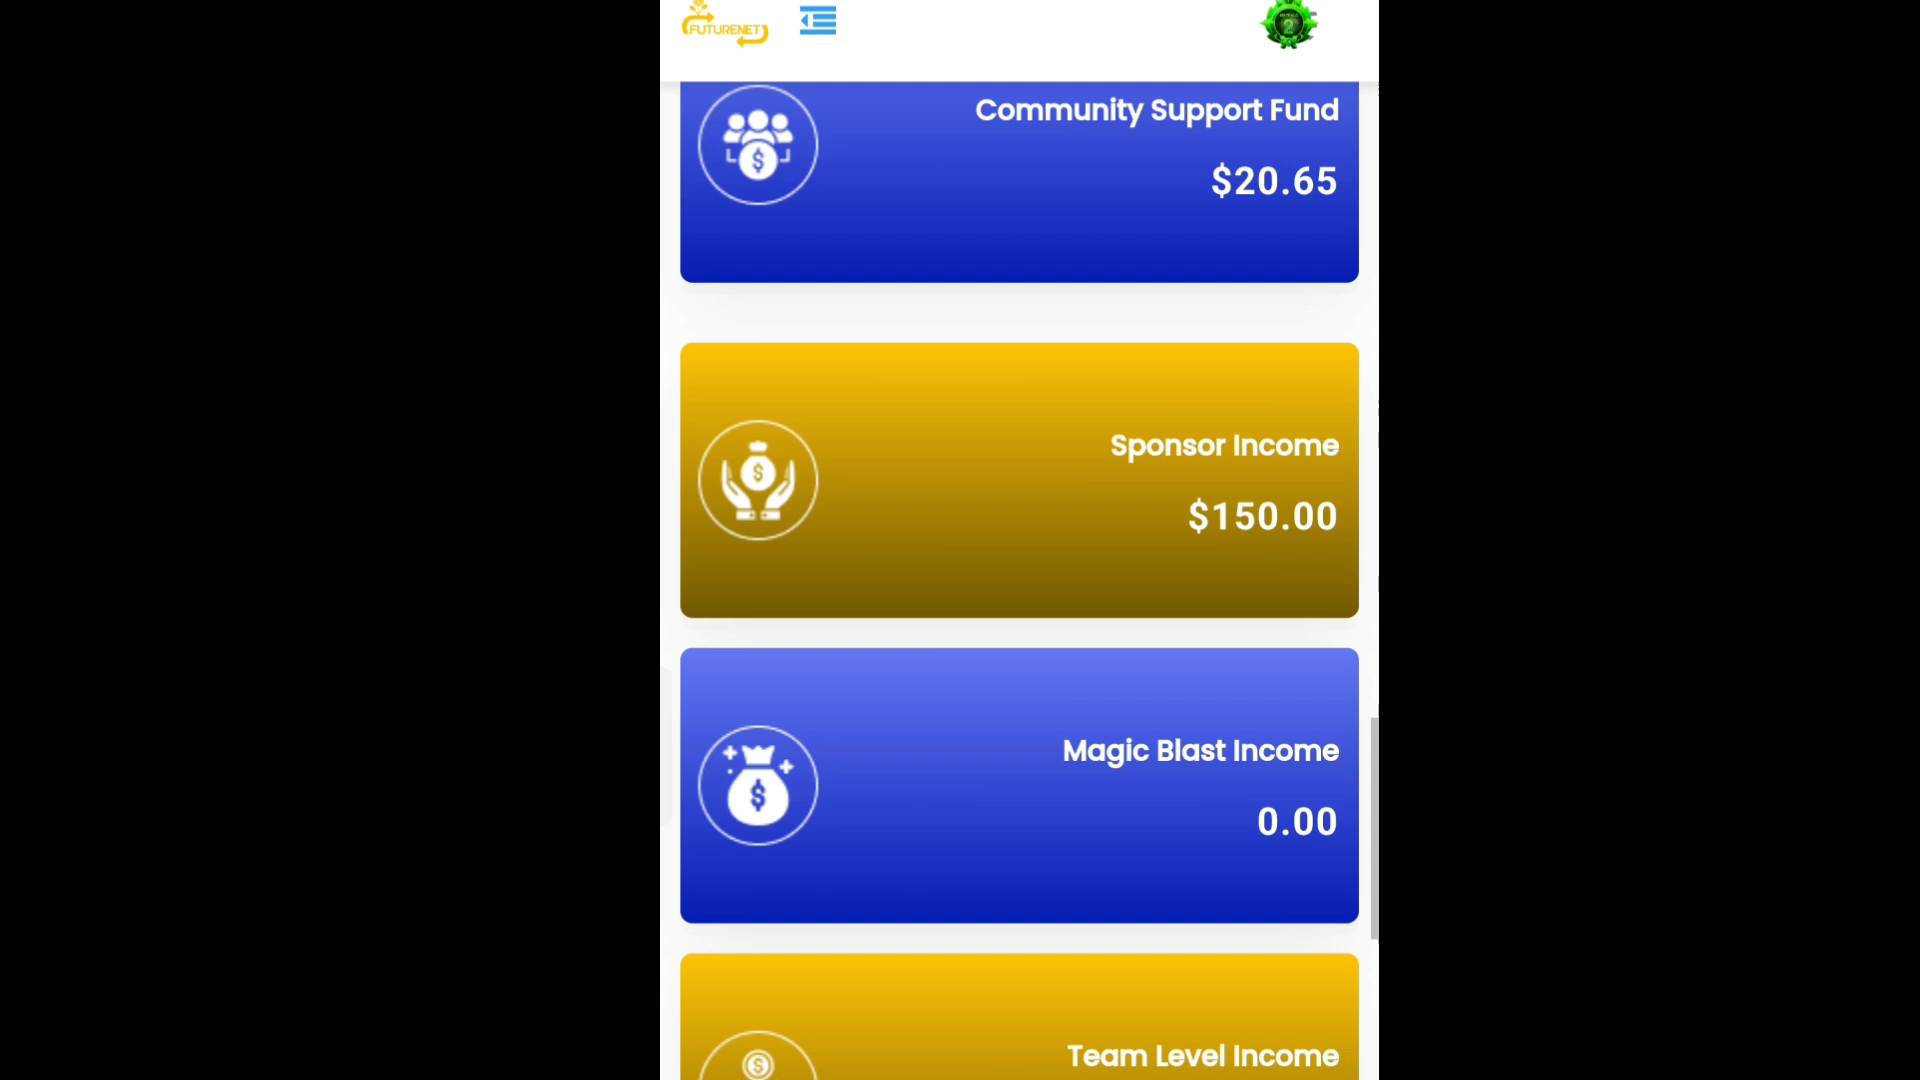 FUTURENET
Community Support Fund
$20.65
Sponsor Income
$150.00
Magic Blast Income
0.00
Team Level Income